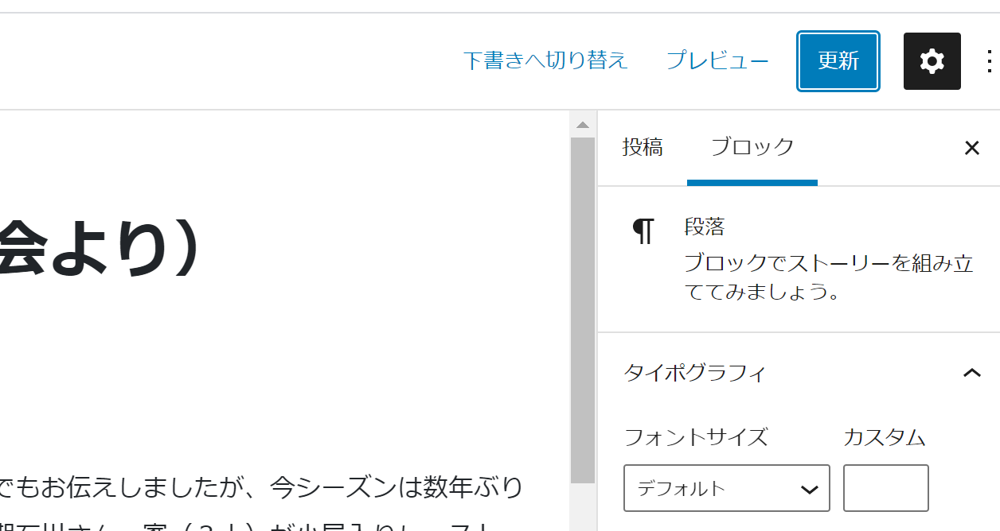 下書きへ切り替え プレビュー 更新
投稿 ブロック
会より）
段落
ブロックでストーリーを組み立
ててみましょう。
タイポグラフィ
フォントサイズ カスタム
デフォルト
でもお伝えしましたが、今シーズンは数年ぶり